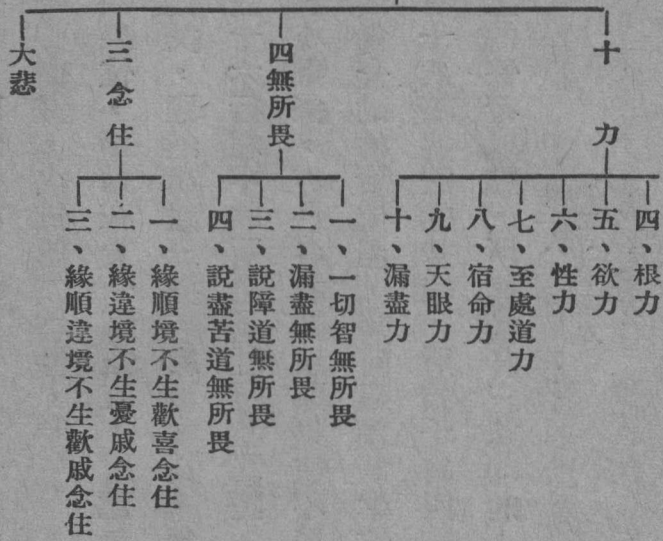 十力
四、根力
五、欲力
六、性力
七、至處道力
八、宿命力
九、天眼力
十、漏盡力
四無所畏
一、一切智無所畏
二、漏盡無所畏
三、說障道無所畏
四、說盡苦道無所畏
三念住
一、緣順境不生歡喜念住
二、緣違境不生憂戚念住
三、緣順違境不生歡戚念住
大悲